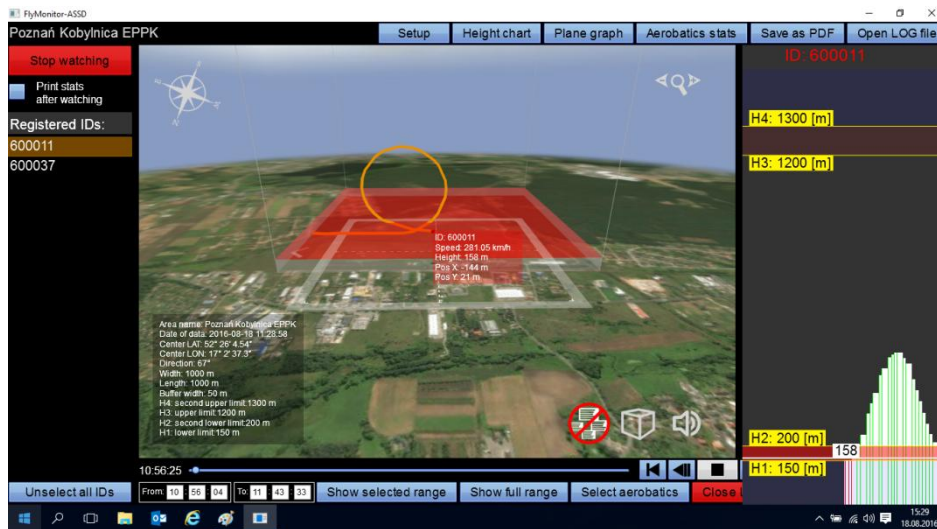 FlyMonitor-ASSD
Poznań Kobylnica EPPK
Setup
Height chart
Plane graph
Aerobatics stats
Save as PDF
Open LOG file
Stop watching
Print stats
after watching
Registered IDs:
600011
600037
ID: 600011
Speed: 281.05 km/h
Height: 158 m
Pos X: -144 m
Pos Y: 21 m
Area name: Poznań Kobylnica EPPK
Date of data: 2016-08-18 11:28:58
Center LAT: 52° 26' 4.54"
Center LON: 17° 2' 37.3"
Direction: 67°
Width: 1000 m
Length: 1000 m
Buffer width: 50 m
H4: second upper limit:1300 m
H3: upper limit:1200 m
H2: second lower limit:200 m
H1: lower limit:150 m
ID: 600011
H4: 1300 [m]
H3: 1200 [m]
H2: 200 [m]
158
H1: 150 [m]
10:56:25
Unselect all IDs
From: 10 : 56 : 04 To: 11 : 43 : 33
Show selected range
Show full range
Select aerobatics
Close
15:29
18.08.2016